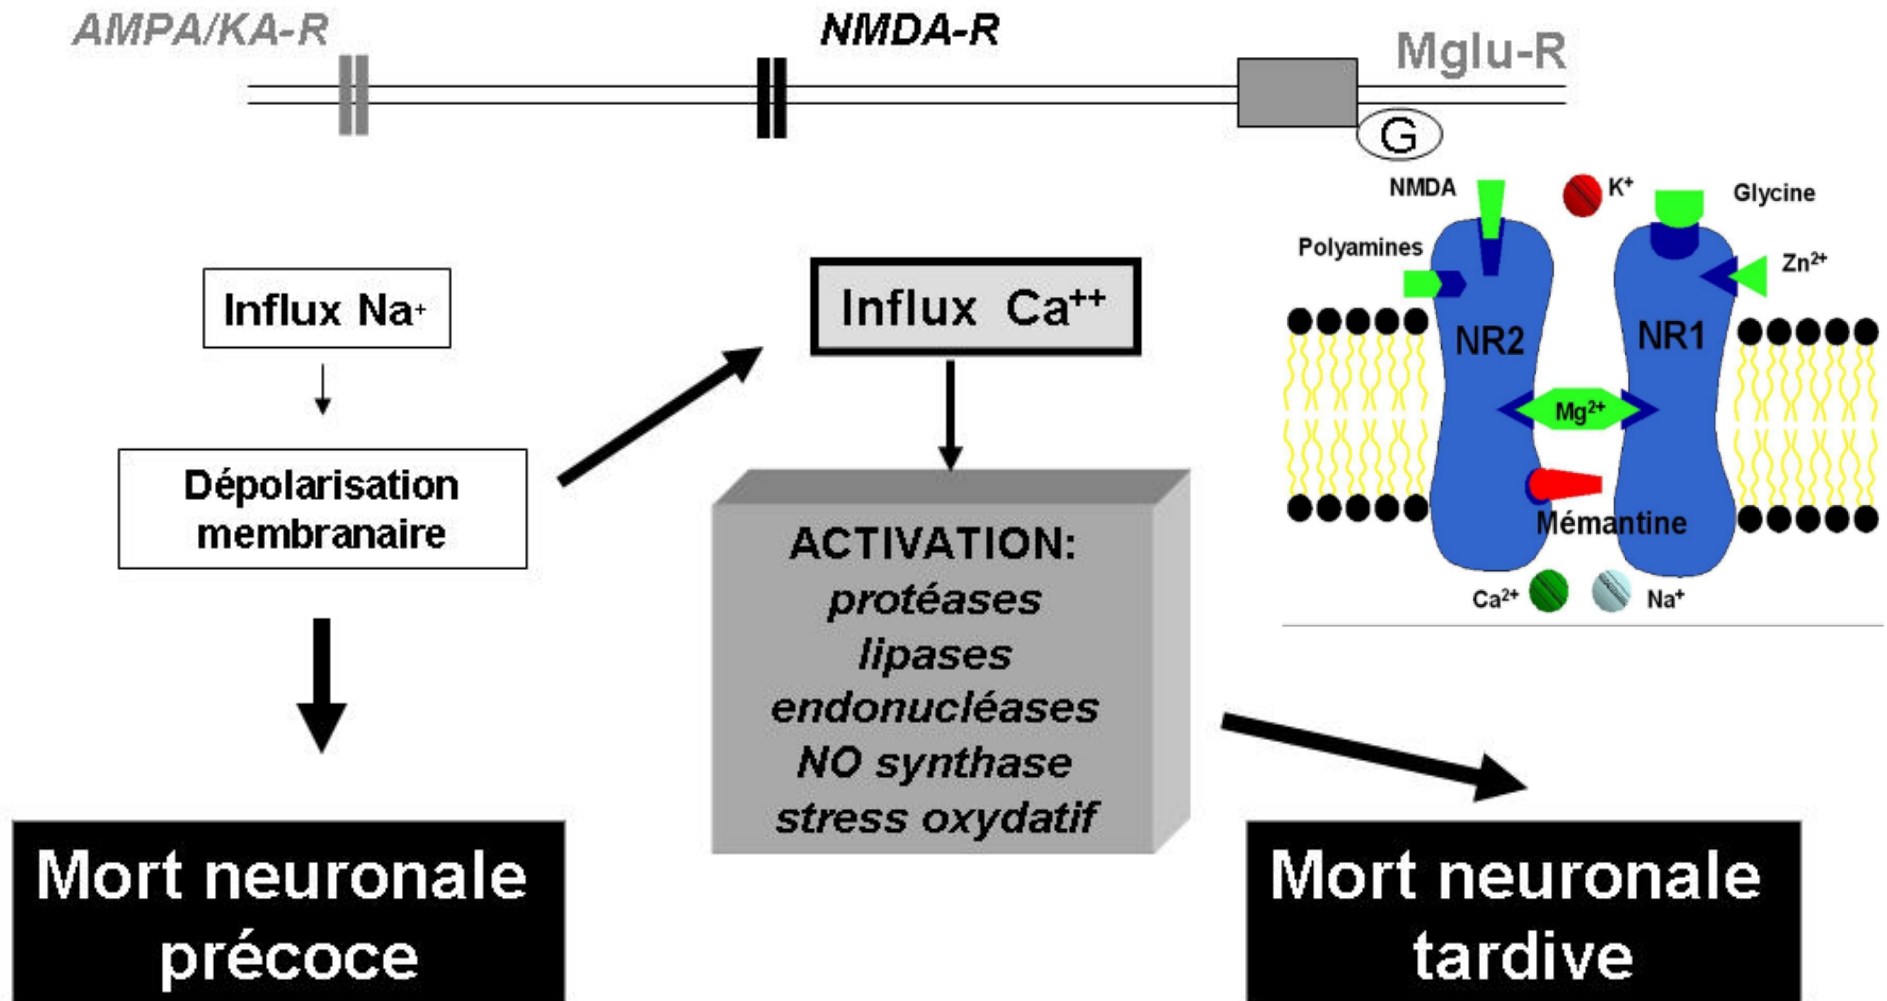 AMPA/KA-R
NMDA-R
Mglu-R
G
NMDA
K⁺
Glycine
Polyamines
Zn²⁺
NR2
NR1
Mg²⁺
Mémantine
Ca²⁺
Na⁺
Influx Na⁺
Influx Ca⁺⁺
Dépolarisation
membranaire
ACTIVATION:
protéases
lipases
endonucléases
NO synthase
stress oxydatif
Mort neuronale
précoce
Mort neuronale
tardive